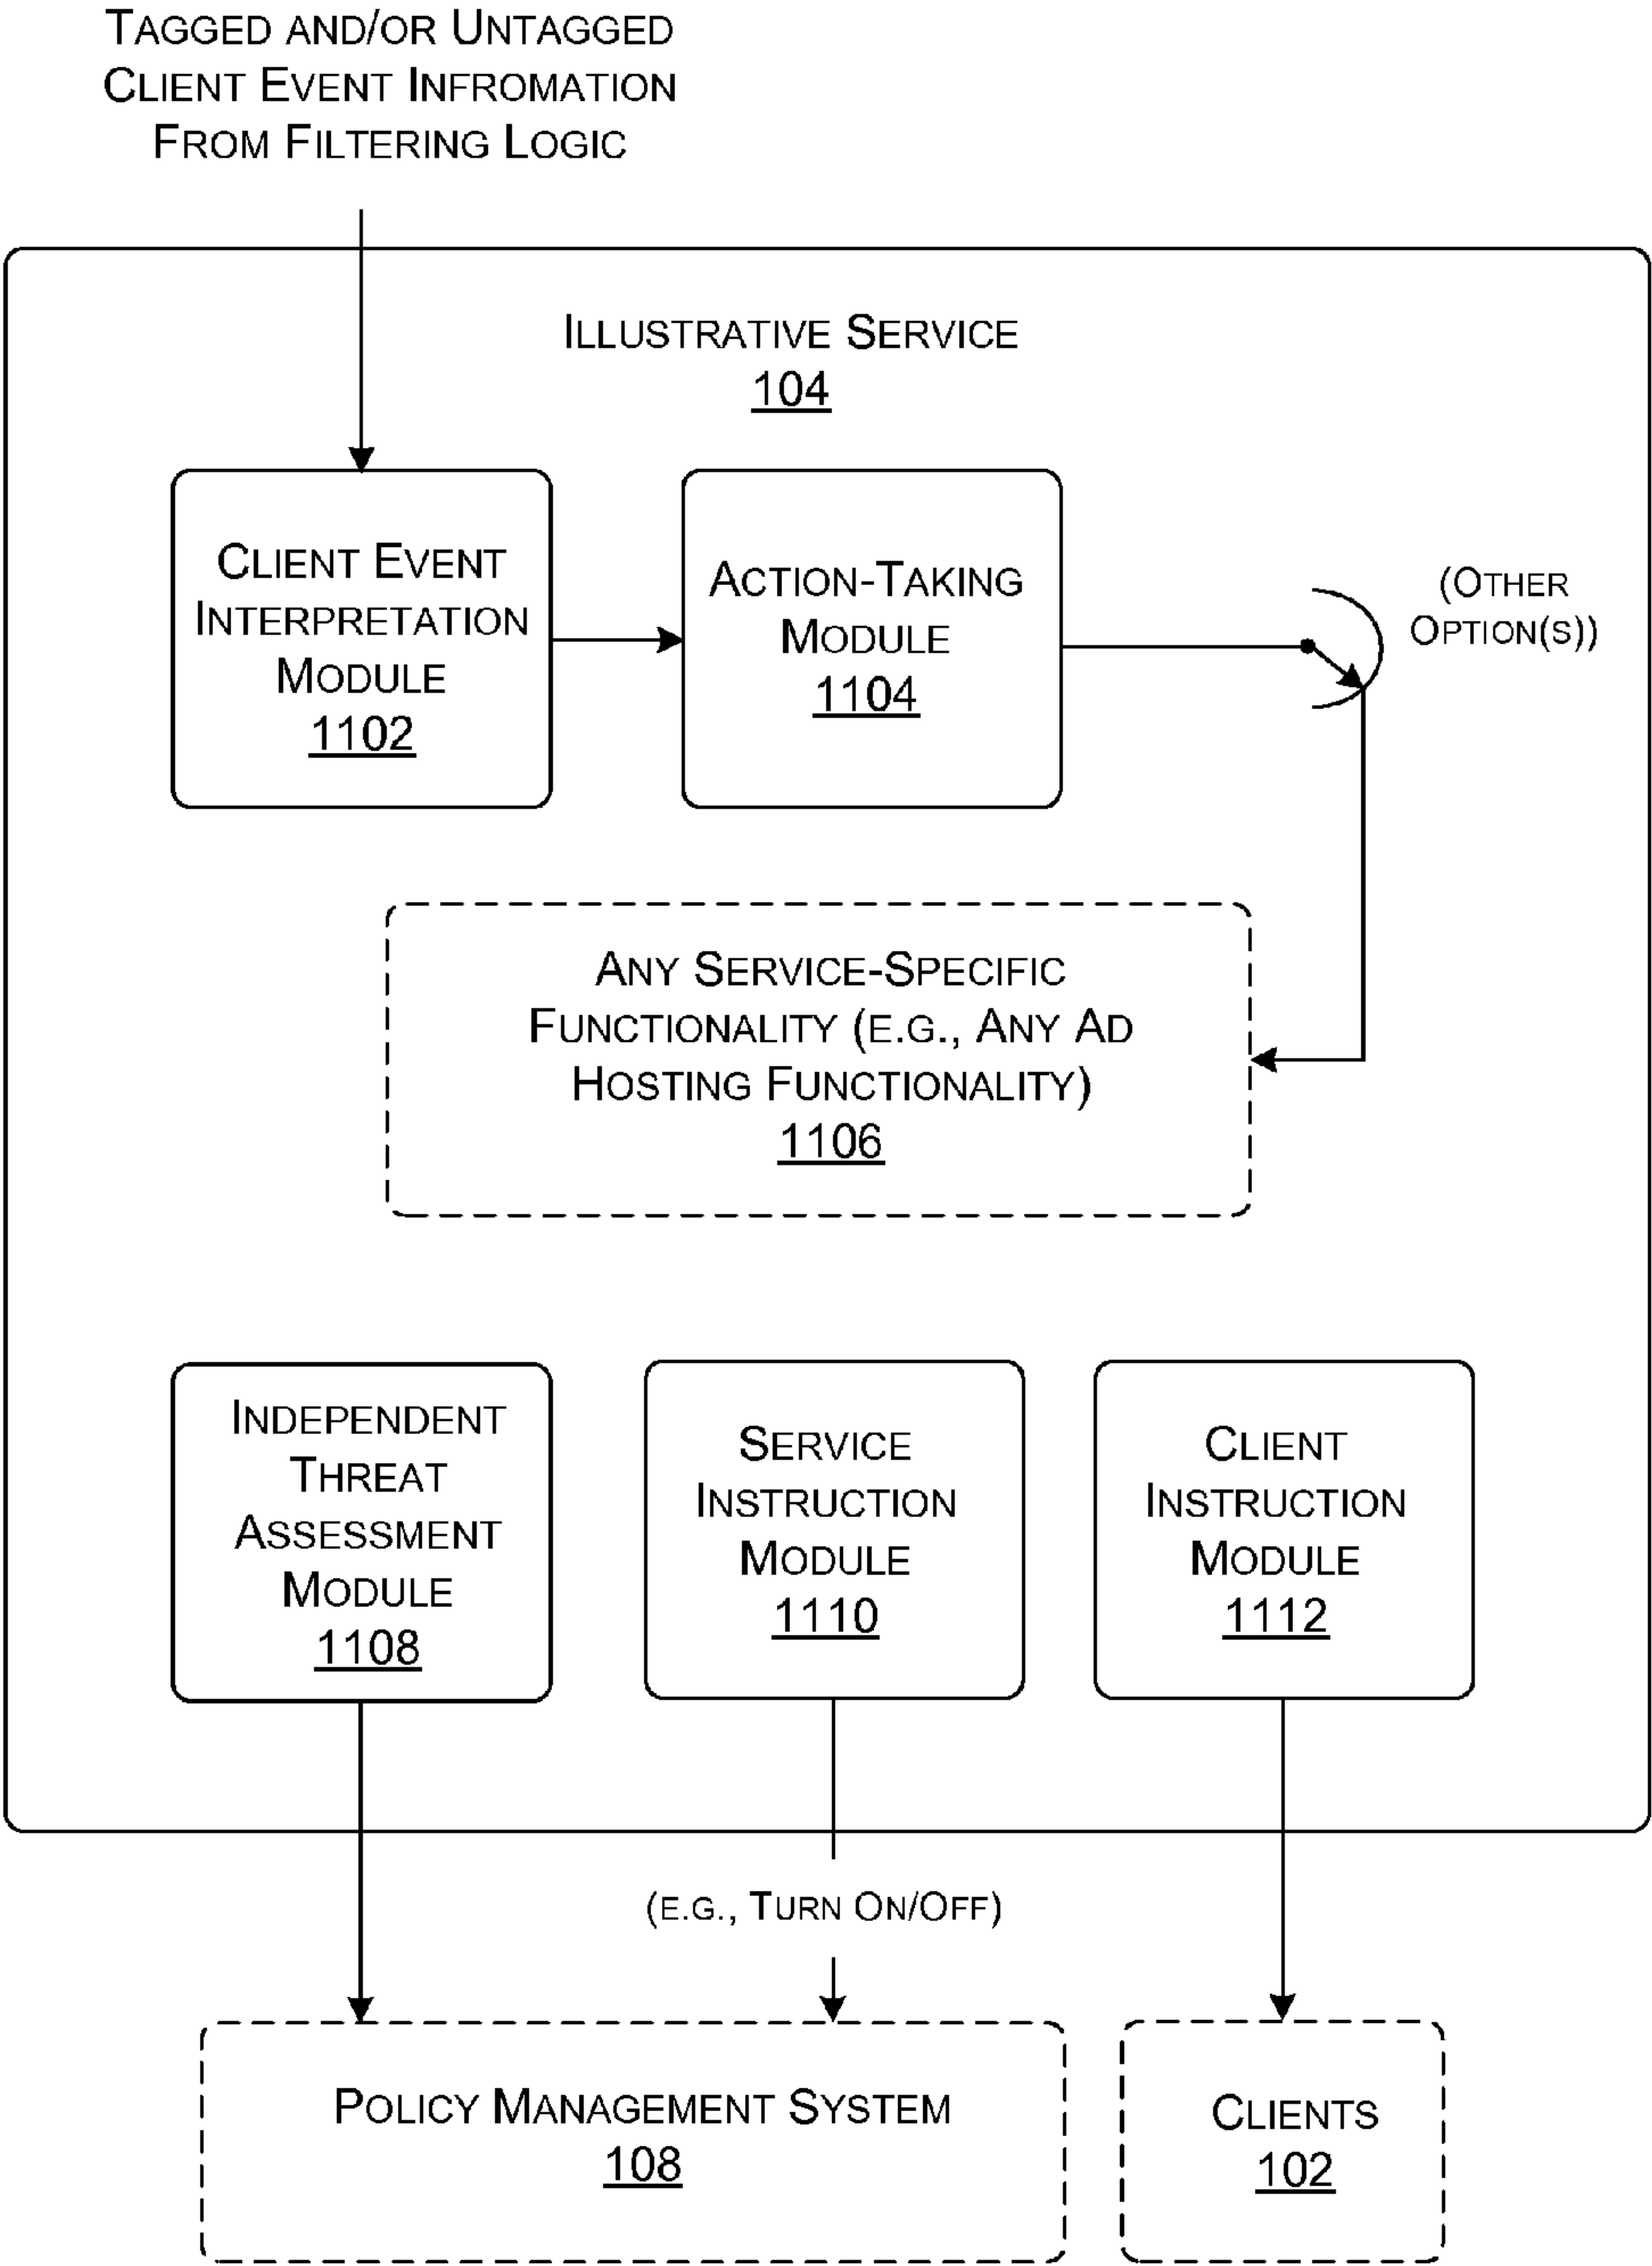 TAGGED AND/OR UNTAGGED
CLIENT EVENT INFROMATION
FROM FILTERING LOGIC
ILLUSTRATIVE SERVICE
104
CLIENT EVENT
INTERPRETATION
MODULE
1102
ACTION-TAKING
MODULE
1104
(OTHER
OPTION(S))
ANY SERVICE-SPECIFIC
FUNCTIONALITY (E.G., ANY AD
HOSTING FUNCTIONALITY)
1106
INDEPENDENT
THREAT
ASSESSMENT
MODULE
1108
SERVICE
INSTRUCTION
MODULE
1110
CLIENT
INSTRUCTION
MODULE
1112
(E.G., TURN ON/OFF)
POLICY MANAGEMENT SYSTEM
108
CLIENTS
102